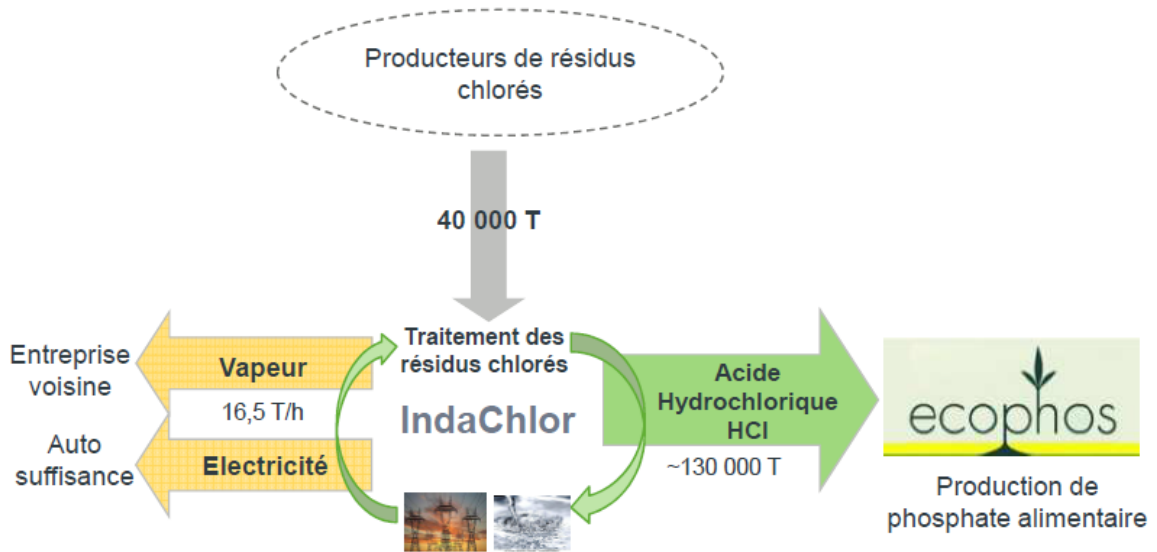 Producteurs de résidus
chlorés
40 000 T
Traitement des
résidus chlorés
IndaChlor
Entreprise
voisine
Vapeur
16,5 T/h
Auto
suffisance
Electricité
Acide
Hydrochlorique
HCl
~130 000 T
ecophos
Production de
phosphate alimentaire